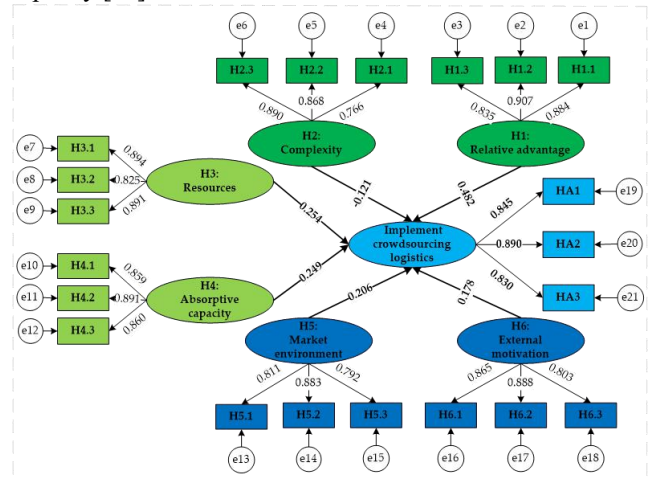 e6 e5 e4 e3 e2 e1
H2.3 H2.2 H2.1 H1.3 H1.2 H1.1
0.890 0.868 0.766 0.835 0.907 0.884
H2:
Complexity
H1:
Relative advantage
e7 H3.1 0.894
e8 H3.2 0.825
e9 H3.3 0.891
H3:
Resources
-0.121 0.482
0.254
HA1 e19
0.845
Implement
crowdsourcing
logistics
0.890 HA2 e20
0.830
HA3 e21
e10 H4.1 0.859
e11 H4.2 0.891
e12 H4.3 0.860
H4:
Absorptive
capacity
0.249
0.206 0.178
H5:
Market
environment
H6:
External
motivation
0.811 0.883 0.792 0.865 0.888 0.803
H5.1 H5.2 H5.3 H6.1 H6.2 H6.3
e13 e14 e15 e16 e17 e18